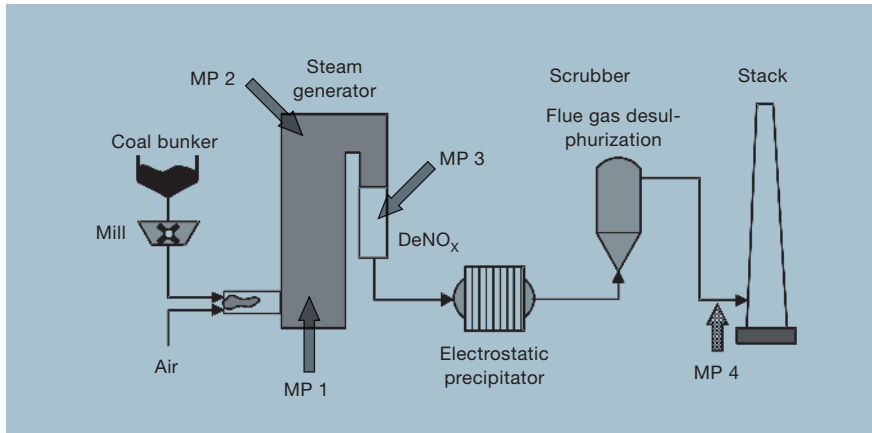 MP 2
Steam
generator
Scrubber
Stack
Flue gas desul-
phurization
Coal bunker
MP 3
Mill
DeNOX
Air
MP 1
Electrostatic
precipitator
MP 4